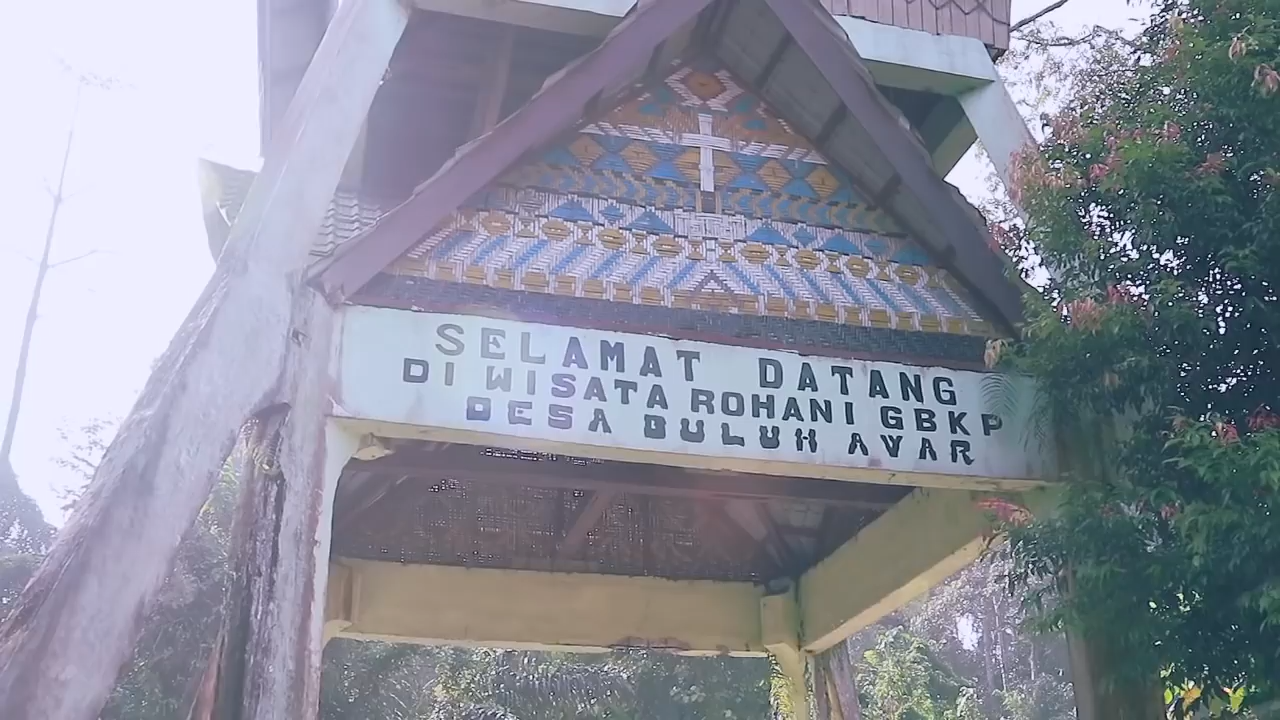 SELAMAT DATANG
DI WISATA ROHANI GBKP
DESA BULUH AWAR